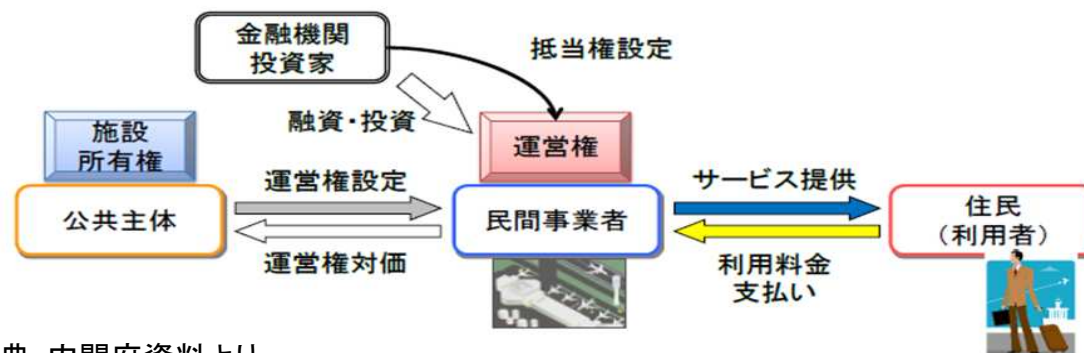 金融機関
投資家
抵当権設定
融資・投資
施設
所有権
運営権
運営権設定
サービス提供
公共主体
民間事業者
住民
（利用者）
運営権対価
利用料金
支払い